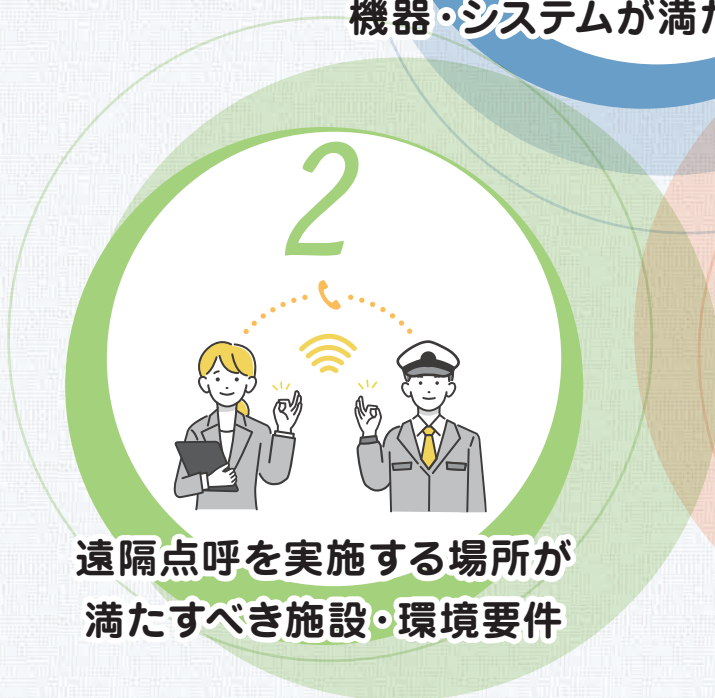 機器・システムが満た
2
遠隔点呼を実施する場所が
満たすべき施設・環境要件